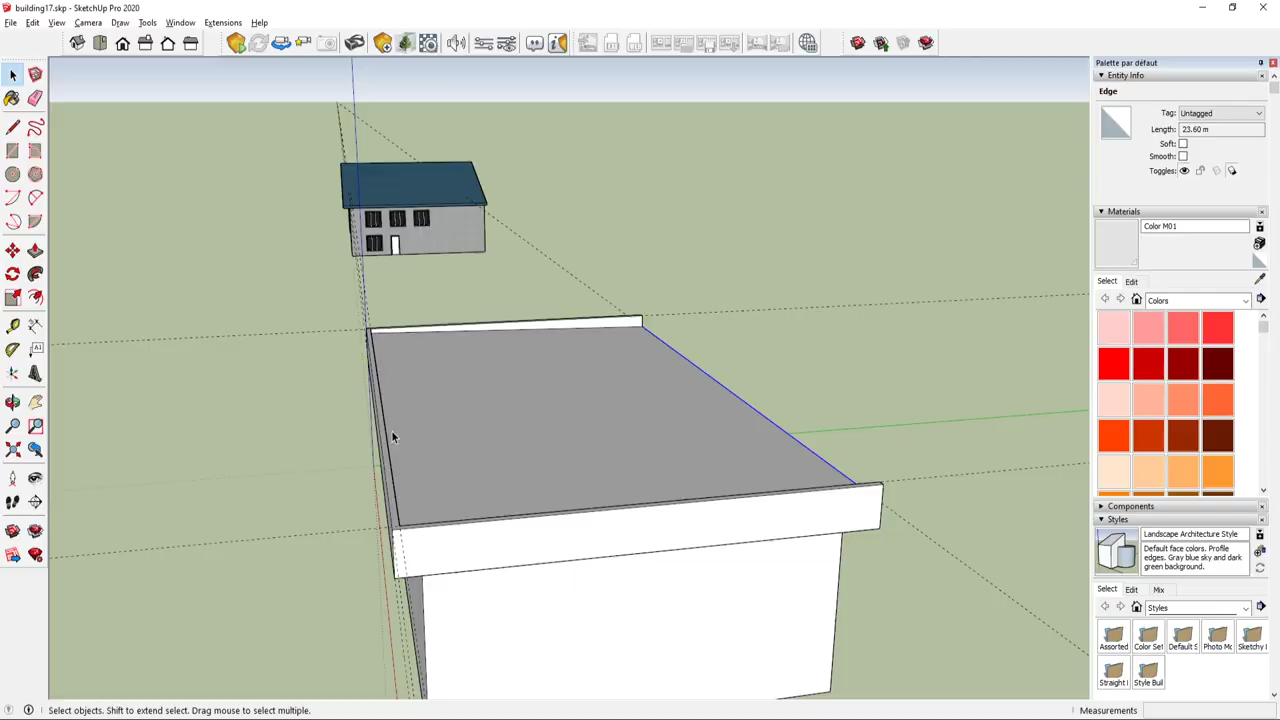 building17.skp - SketchUp Pro 2020
File Edit View Camera Draw Tools Window Extensions Help
Palette par défaut
Entity Info
Edge
Tag: Untagged
Length: 23.60 m
Soft:
Smooth:
Toggles:
Materials
Color M01
Select Edit
Colors
Components
Styles
Landscape Architecture Style
Default face colors. Profile
edges. Gray blue sky and dark
green background.
Select Edit Mix
Styles
Assorted Color Set Default S Photo Mo Sketchy I
Straight I Style Buil
Select objects. Shift to extend select. Drag mouse to select multiple.
Measurements